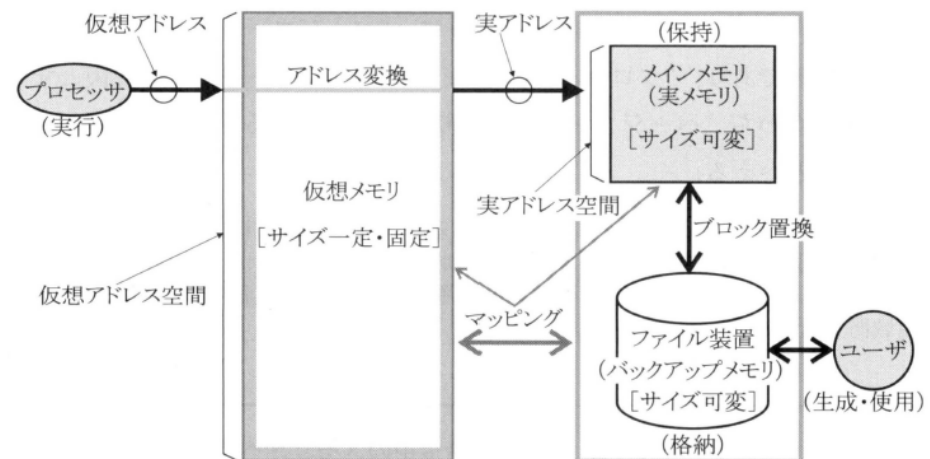 仮想アドレス
プロセッサ
(実行)
アドレス変換
仮想メモリ
[サイズ一定・固定]
仮想アドレス空間
実アドレス
(保持)
メインメモリ
(実メモリ)
[サイズ可変]
実アドレス空間
ブロック置換
マッピング
ファイル装置
(バックアップメモリ)
[サイズ可変]
(格納)
ユーザ
(生成・使用)